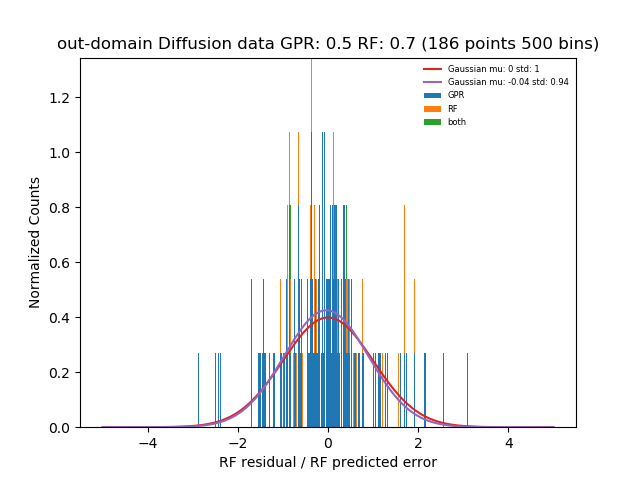 out-domain Diffusion data GPR: 0.5 RF: 0.7 (186 points 500 bins)
Gaussian mu: 0 std: 1
Gaussian mu: -0.04 std: 0.94
GPR
RF
both
Normalized Counts
1.2
1.0
0.8
0.6
0.4
0.2
0.0
−4 −2 0 2 4
RF residual / RF predicted error